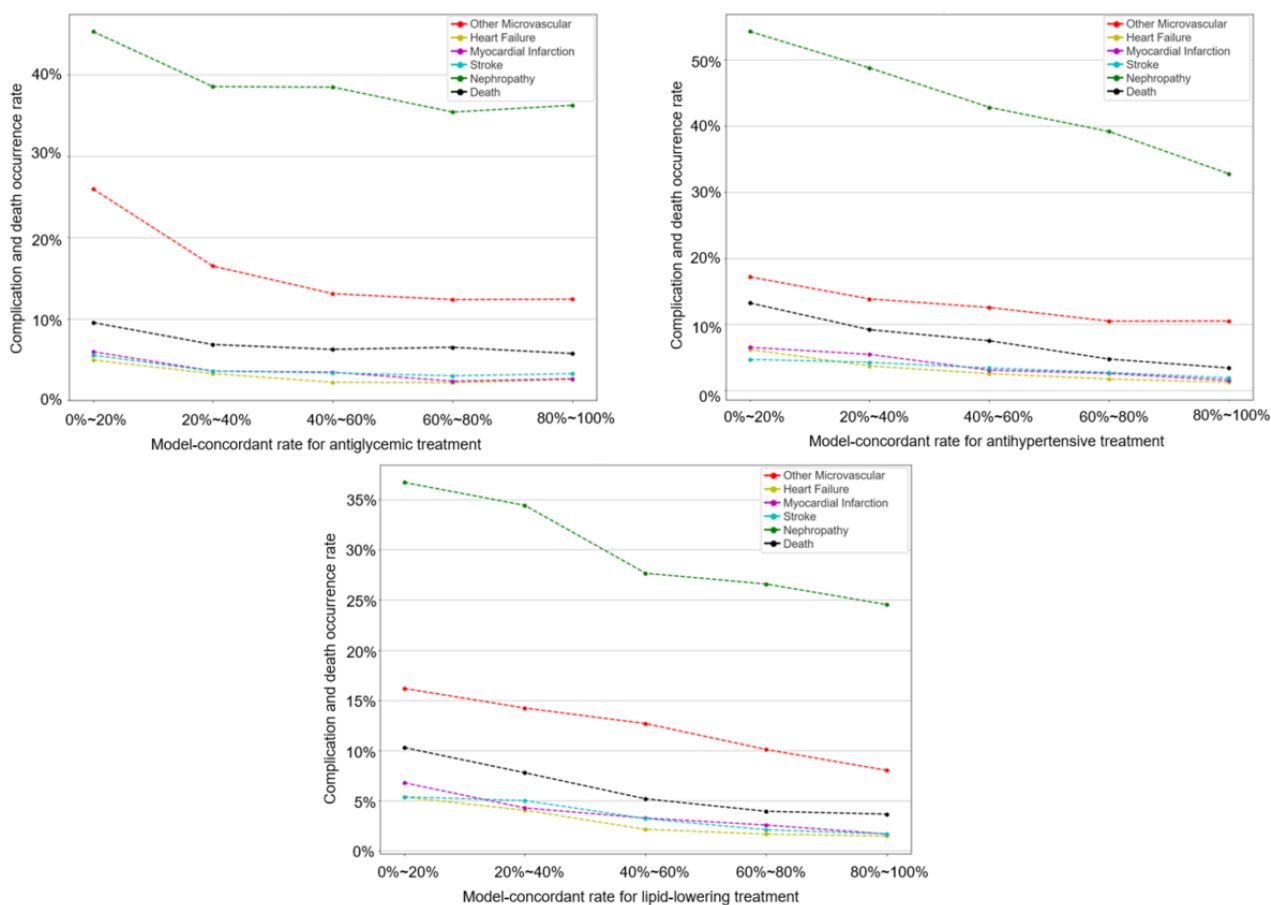 Complication and death occurrence rate
40%
30%
20%
10%
0%
Other Microvascular
Heart Failure
Myocardial Infarction
Stroke
Nephropathy
Death
0%~20%
20%~40%
40%~60%
60%~80%
80%~100%
Model-concordant rate for antiglycemic treatment
Complication and death occurrence rate
50%
40%
30%
20%
10%
0%
Other Microvascular
Heart Failure
Myocardial Infarction
Stroke
Nephropathy
Death
0%~20%
20%~40%
40%~60%
60%~80%
80%~100%
Model-concordant rate for antihypertensive treatment
Complication and death occurrence rate
35%
30%
25%
20%
15%
10%
5%
0%
Other Microvascular
Heart Failure
Myocardial Infarction
Stroke
Nephropathy
Death
0%~20%
20%~40%
40%~60%
60%~80%
80%~100%
Model-concordant rate for lipid-lowering treatment